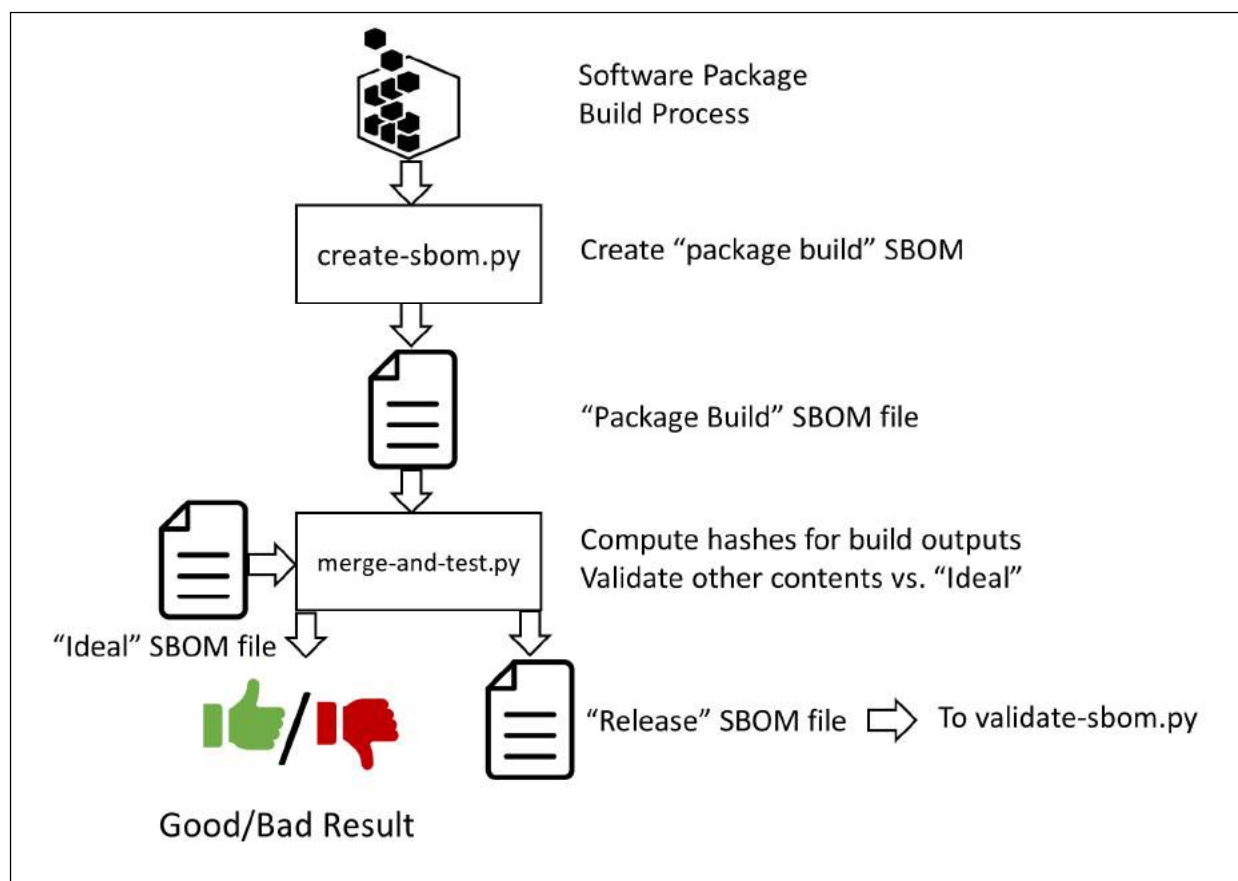 Software Package
Build Process
create-sbom.py
Create “package build” SBOM
“Package Build” SBOM file
merge-and-test.py
Compute hashes for build outputs
Validate other contents vs. “Ideal”
“Ideal” SBOM file
“Release” SBOM file
To validate-sbom.py
Good/Bad Result